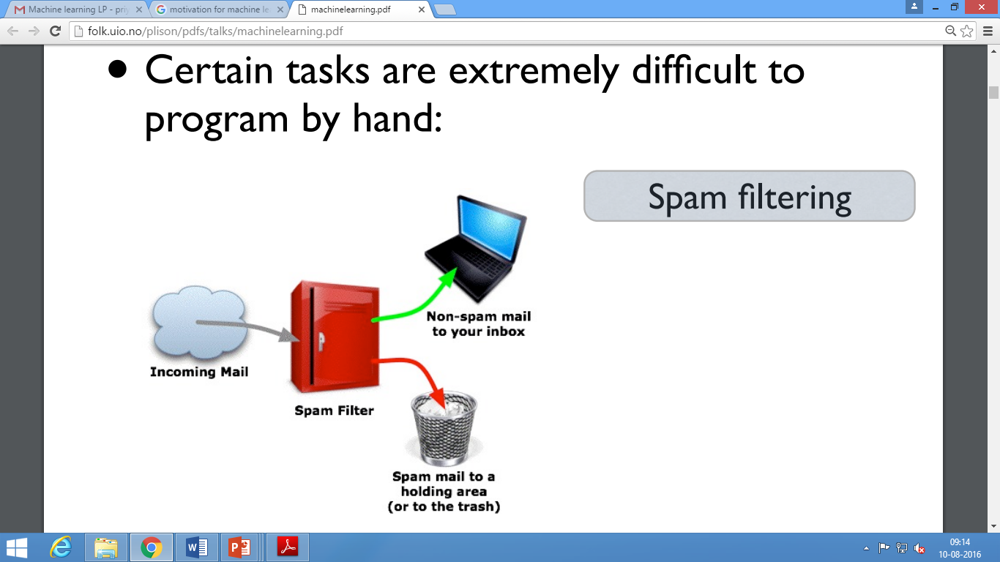 Machine learning LP - priy
motivation for machine le
machinelearning.pdf
folk.uio.no/plison/pdfs/talks/machinelearning.pdf
• Certain tasks are extremely difficult to
program by hand:
Spam filtering
Non-spam mail
to your inbox
Incoming Mail
Spam Filter
Spam mail to a
holding area
(or to the trash)
09:14
10-08-2016